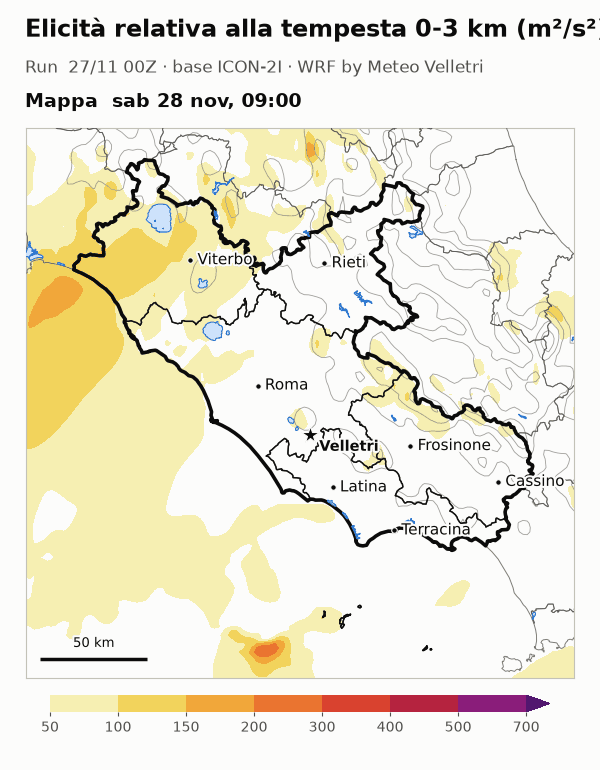 Elicità relativa alla tempesta 0-3 km (m²/s²)
Run  27/11 00Z · base ICON-2I · WRF by Meteo Velletri
Mappa  sab 28 nov, 09:00
Viterbo
Rieti
Roma
Velletri
Frosinone
Latina
Cassino
Terracina
50 km
50 100 150 200 300 400 500 700